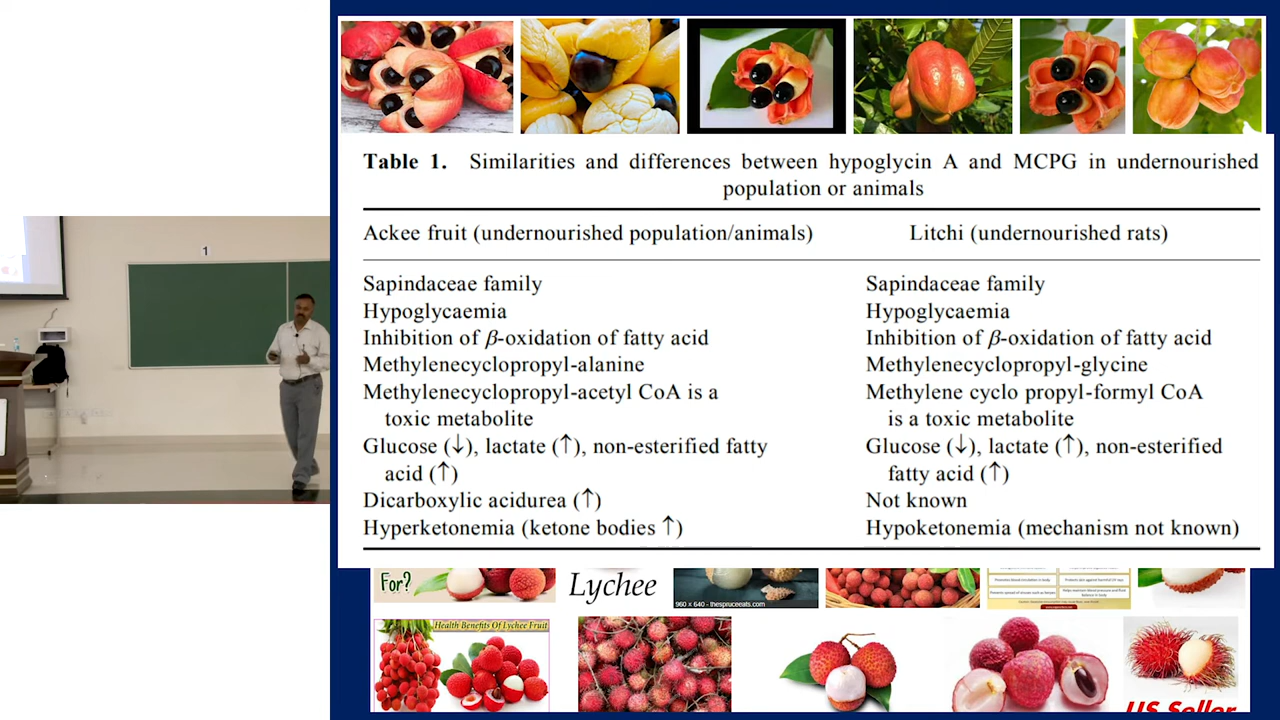 1
Table 1. Similarities and differences between hypoglycin A and MCPG in undernourished
population or animals
Ackee fruit (undernourished population/animals)
Litchi (undernourished rats)
Sapindaceae family
Sapindaceae family
Hypoglycaemia
Hypoglycaemia
Inhibition of β-oxidation of fatty acid
Inhibition of β-oxidation of fatty acid
Methylenecyclopropyl-alanine
Methylenecyclopropyl-glycine
Methylenecyclopropyl-acetyl CoA is a
toxic metabolite
Methylene cyclo propyl-formyl CoA
is a toxic metabolite
Glucose (↓), lactate (↑), non-esterified fatty
acid (↑)
Glucose (↓), lactate (↑), non-esterified
fatty acid (↑)
Dicarboxylic acidurea (↑)
Not known
Hyperketonemia (ketone bodies ↑)
Hypoketonemia (mechanism not known)
For?
Lychee
960 × 640 - thespruceeats.com
Health Benefits Of Lychee Fruit
US Seller